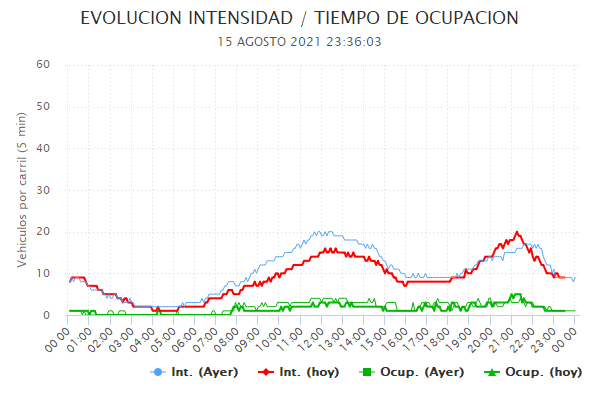 EVOLUCION INTENSIDAD / TIEMPO DE OCUPACION
15 AGOSTO 2021 23:36:03
Vehiculos por carril (5 min)
60
50
40
30
20
10
0
00:00 01:00 02:00 03:00 04:00 05:00 06:00 07:00 08:00 09:00 10:00 11:00 12:00 13:00 14:00 15:00 16:00 17:00 18:00 19:00 20:00 21:00 22:00 23:00 00:00
Int. (Ayer) Int. (hoy) Ocup. (Ayer) Ocup. (hoy)